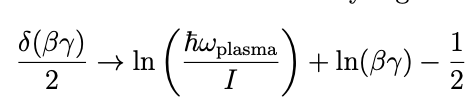 δ(βγ)/2 → ln(ħω_plasma/I) + ln(βγ) − 1/2